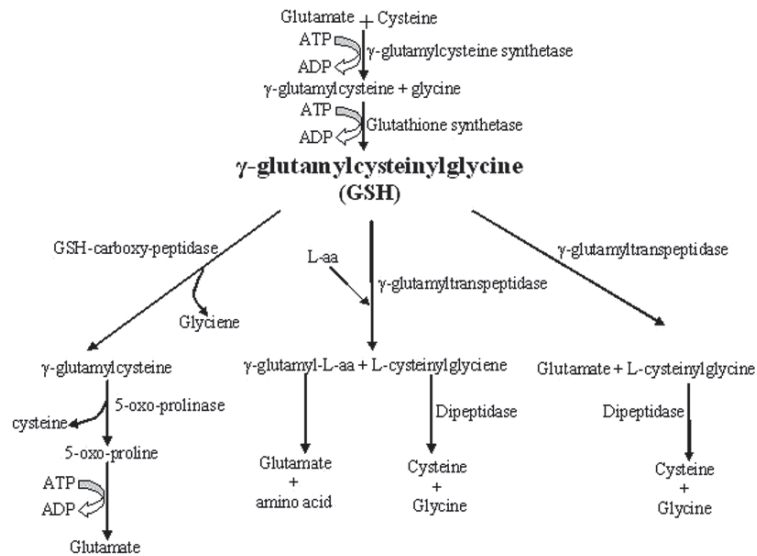 Glutamate + Cysteine
ATP
γ-glutamylcysteine synthetase
ADP
γ-glutamylcysteine + glycine
ATP
Glutathione synthetase
ADP
γ-glutamylcysteinylglycine
(GSH)
GSH-carboxy-peptidase
Glyciene
L-aa
γ-glutamyltranspeptidase
γ-glutamyltranspeptidase
γ-glutamylcysteine
5-oxo-prolinase
cysteine
5-oxo-proline
ATP
ADP
Glutamate
γ-glutamyl-L-aa + L-cysteinylglyciene
Dipeptidase
Glutamate
+
amino acid
Cysteine
+
Glycine
Glutamate + L-cysteinylglycine
Dipeptidase
Cysteine
+
Glycine